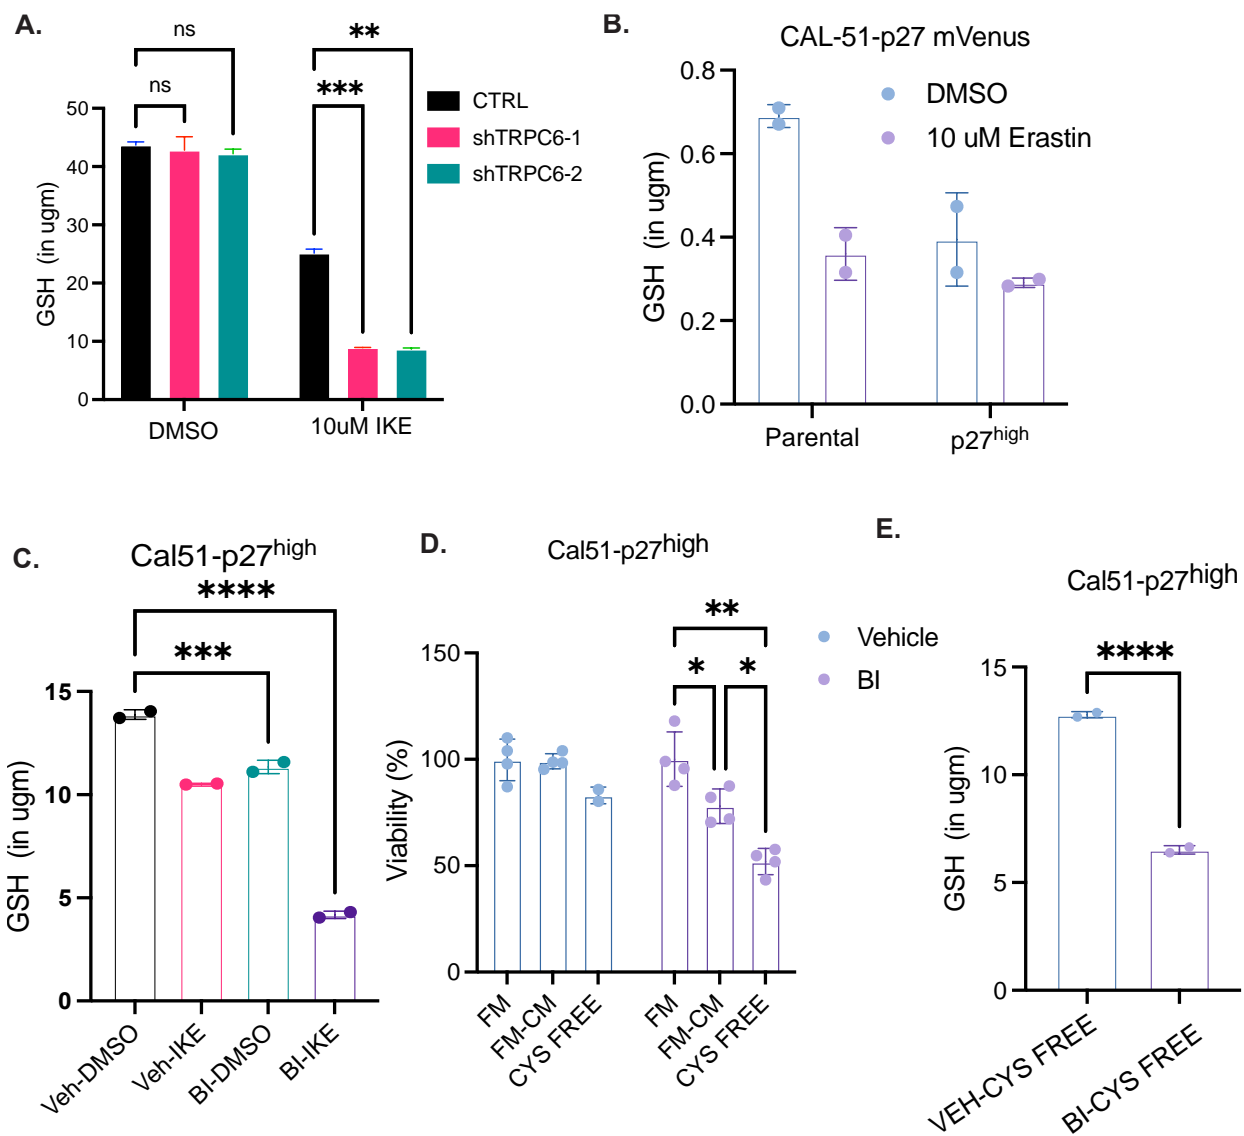 A.
ns
**
ns
***
50
40
30
20
10
0
GSH (in ugm)
DMSO
10uM IKE
CTRL
shTRPC6-1
shTRPC6-2
B.
CAL-51-p27 mVenus
0.8
0.6
0.4
0.2
0.0
GSH (in ugm)
DMSO
10 uM Erastin
Parental
p27high
C.
Cal51-p27high
****
***
15
10
5
0
GSH (in ugm)
Veh-DMSO
Veh-IKE
BI-DMSO
BI-IKE
D.
Cal51-p27high
**
*
*
150
100
50
0
Viability (%)
FM
FM-CM
CYS FREE
FM
FM-CM
CYS FREE
Vehicle
BI
E.
Cal51-p27high
****
15
10
5
0
GSH (in ugm)
VEH-CYS FREE
BI-CYS FREE